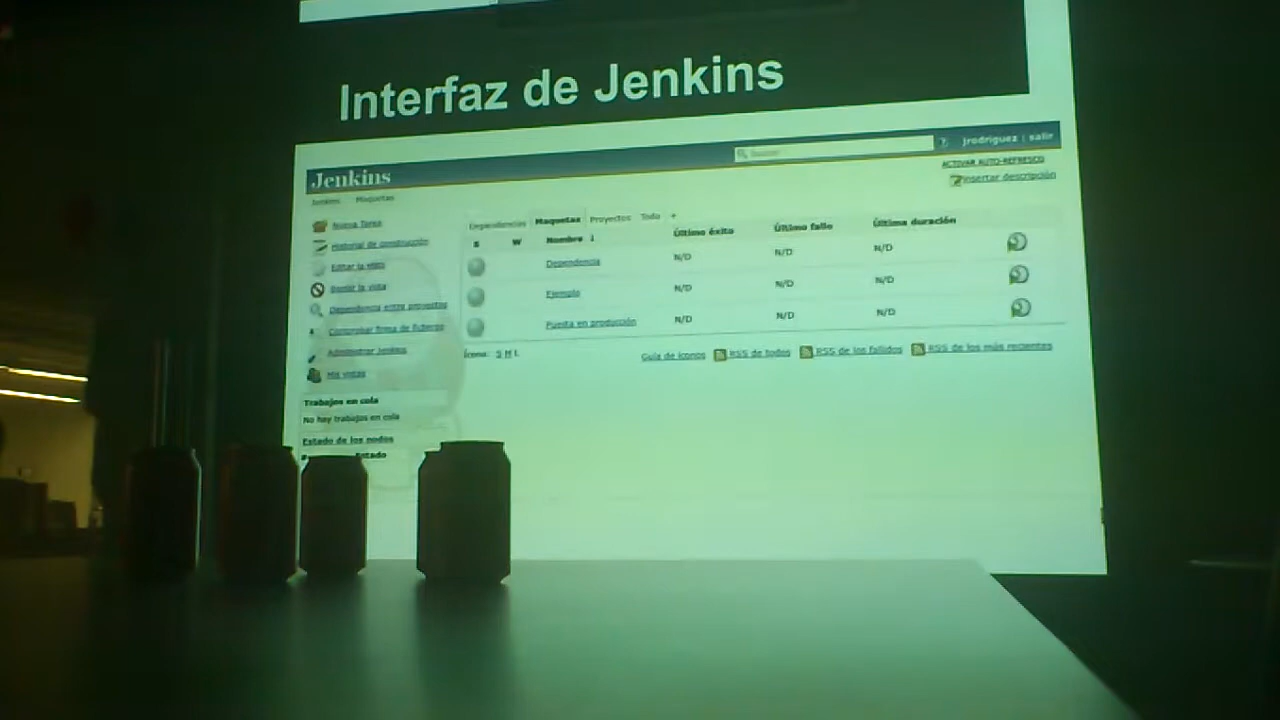 Interfaz de Jenkins
jrodriguez | salir
Jenkins
ACTIVAR AUTO-REFRESCO
Insertar descripción
Jenkins Maquetas
Nueva Tarea
Historial de construcción
Editar la vista
Borrar la vista
Dependencia entre proyectos
Comprobar firma de ficheros
Administrar Jenkins
Mis vistas
Dependencias Maquetas Proyectos Todo +
S W Nombre ↓ Último éxito Último fallo Última duración
Dependencia N/D N/D N/D
Ejemplo N/D N/D N/D
Puesta en producción N/D N/D N/D
Icono: S M L
Guía de iconos RSS de todos RSS de los fallidos RSS de los más recientes
Trabajos en cola
No hay trabajos en cola
Estado de los nodos
Estado